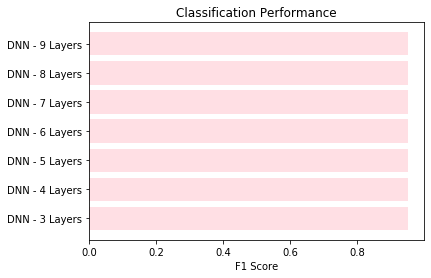 Classification Performance
DNN - 9 Layers
DNN - 8 Layers
DNN - 7 Layers
DNN - 6 Layers
DNN - 5 Layers
DNN - 4 Layers
DNN - 3 Layers
0.0 0.2 0.4 0.6 0.8
F1 Score